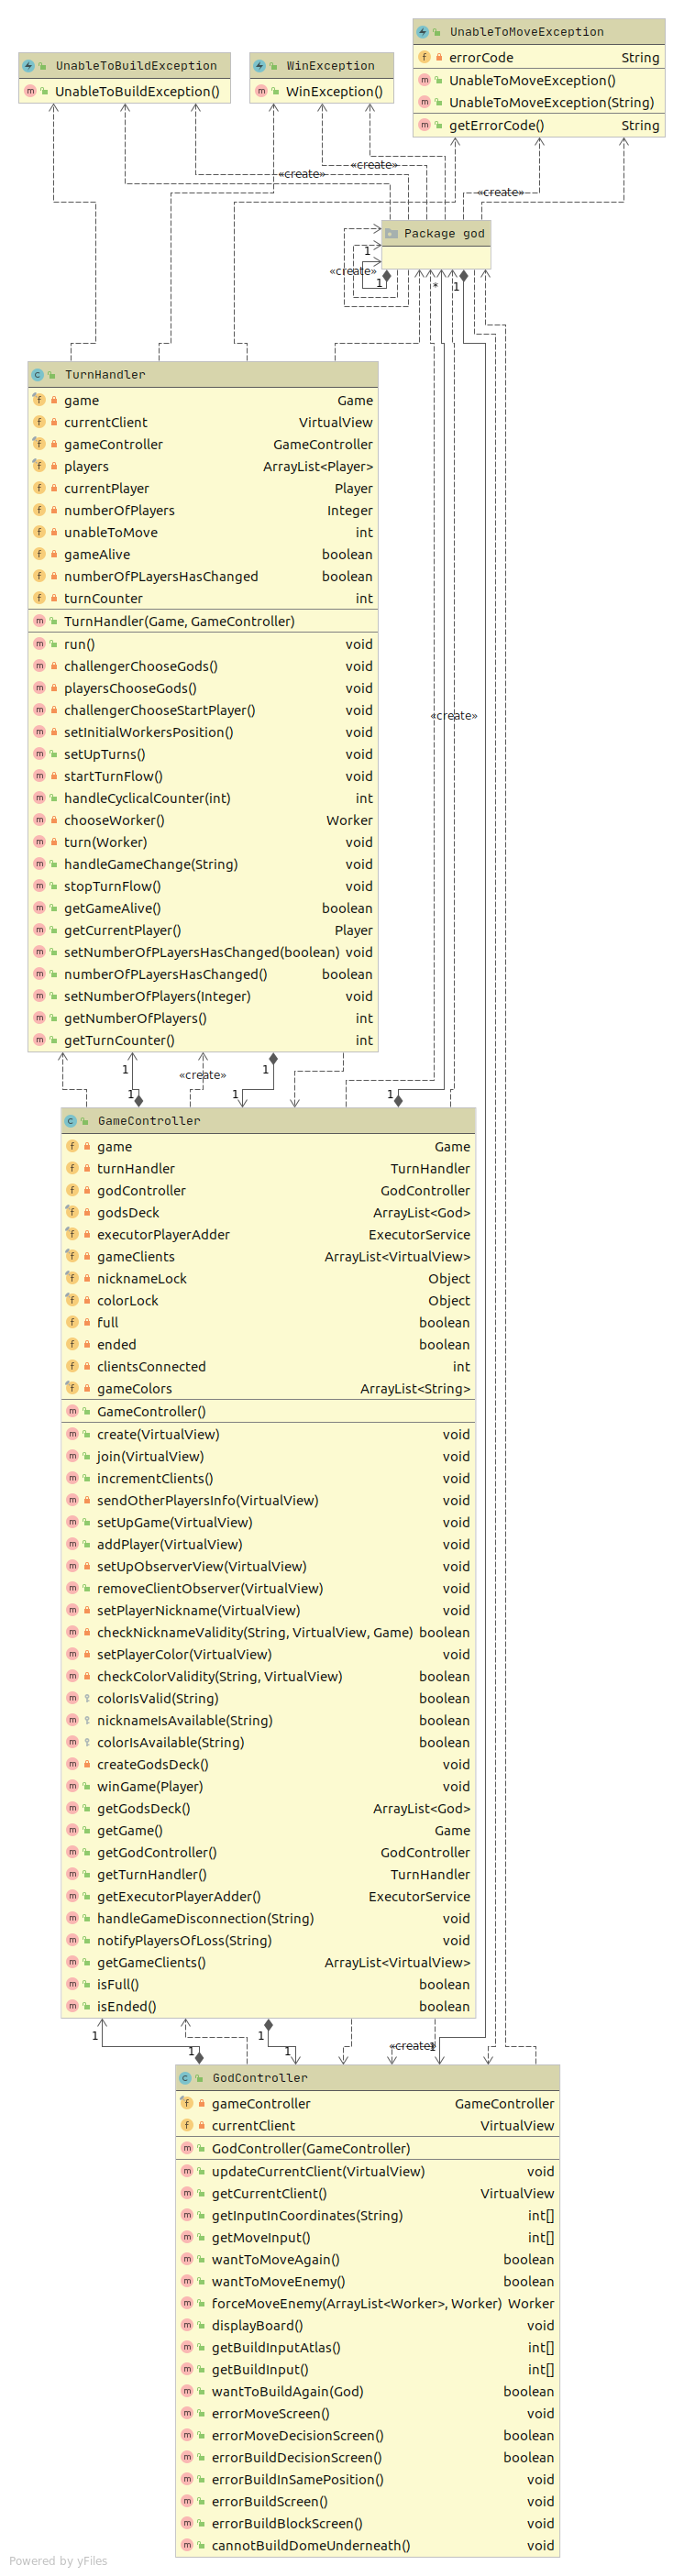 UnableToMoveException
errorCode String
UnableToMoveException()
UnableToMoveException(String)
getErrorCode() String
UnableToBuildException
UnableToBuildException()
WinException
WinException()
«create»
«create»
«create»
Package god
1
«create»
1
*
1
TurnHandler
game Game
currentClient VirtualView
gameController GameController
players ArrayList<Player>
currentPlayer Player
numberOfPlayers Integer
unableToMove int
gameAlive boolean
numberOfPLayersHasChanged boolean
turnCounter int
TurnHandler(Game, GameController)
run() void
challengerChooseGods() void
playersChooseGods() void
challengerChooseStartPlayer() void
setInitialWorkersPosition() void
setUpTurns() void
startTurnFlow() void
handleCyclicalCounter(int) int
chooseWorker() Worker
turn(Worker) void
handleGameChange(String) void
stopTurnFlow() void
getGameAlive() boolean
getCurrentPlayer() Player
setNumberOfPLayersHasChanged(boolean) void
numberOfPLayersHasChanged() boolean
setNumberOfPlayers(Integer) void
getNumberOfPlayers() int
getTurnCounter() int
«create»
1
«create»
1
1
1
1
GameController
game Game
turnHandler TurnHandler
godController GodController
godsDeck ArrayList<God>
executorPlayerAdder ExecutorService
gameClients ArrayList<VirtualView>
nicknameLock Object
colorLock Object
full boolean
ended boolean
clientsConnected int
gameColors ArrayList<String>
GameController()
create(VirtualView) void
join(VirtualView) void
incrementClients() void
sendOtherPlayersInfo(VirtualView) void
setUpGame(VirtualView) void
addPlayer(VirtualView) void
setUpObserverView(VirtualView) void
removeClientObserver(VirtualView) void
setPlayerNickname(VirtualView) void
checkNicknameValidity(String, VirtualView, Game) boolean
setPlayerColor(VirtualView) void
checkColorValidity(String, VirtualView) boolean
colorIsValid(String) boolean
nicknameIsAvailable(String) boolean
colorIsAvailable(String) boolean
createGodsDeck() void
winGame(Player) void
getGodsDeck() ArrayList<God>
getGame() Game
getGodController() GodController
getTurnHandler() TurnHandler
getExecutorPlayerAdder() ExecutorService
handleGameDisconnection(String) void
notifyPlayersOfLoss(String) void
getGameClients() ArrayList<VirtualView>
isFull() boolean
isEnded() boolean
1
1
«create»
1
1
1
GodController
gameController GameController
currentClient VirtualView
GodController(GameController)
updateCurrentClient(VirtualView) void
getCurrentClient() VirtualView
getInputInCoordinates(String) int[]
getMoveInput() int[]
wantToMoveAgain() boolean
wantToMoveEnemy() boolean
forceMoveEnemy(ArrayList<Worker>, Worker) Worker
displayBoard() void
getBuildInputAtlas() int[]
getBuildInput() int[]
wantToBuildAgain(God) boolean
errorMoveScreen() void
errorMoveDecisionScreen() boolean
errorBuildDecisionScreen() boolean
errorBuildInSamePosition() void
errorBuildScreen() void
errorBuildBlockScreen() void
cannotBuildDomeUnderneath() void
Powered by yFiles